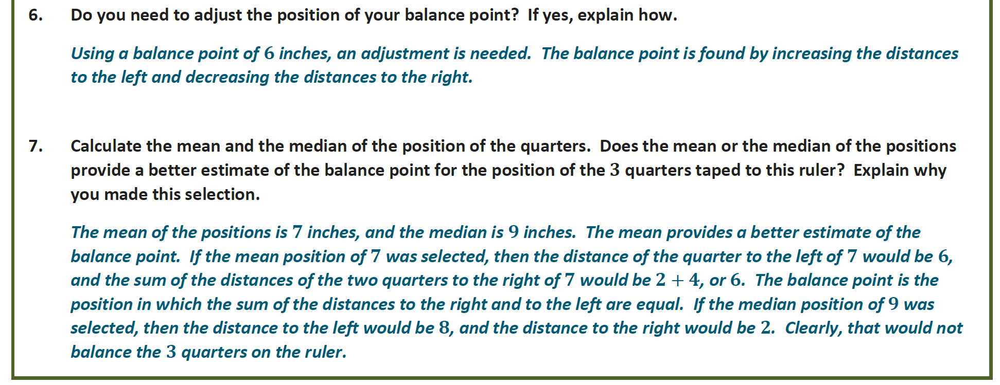 6. Do you need to adjust the position of your balance point? If yes, explain how.
Using a balance point of 6 inches, an adjustment is needed. The balance point is found by increasing the distances
to the left and decreasing the distances to the right.
7. Calculate the mean and the median of the position of the quarters. Does the mean or the median of the positions
provide a better estimate of the balance point for the position of the 3 quarters taped to this ruler? Explain why
you made this selection.
The mean of the positions is 7 inches, and the median is 9 inches. The mean provides a better estimate of the
balance point. If the mean position of 7 was selected, then the distance of the quarter to the left of 7 would be 6,
and the sum of the distances of the two quarters to the right of 7 would be 2 + 4, or 6. The balance point is the
position in which the sum of the distances to the right and to the left are equal. If the median position of 9 was
selected, then the distance to the left would be 8, and the distance to the right would be 2. Clearly, that would not
balance the 3 quarters on the ruler.